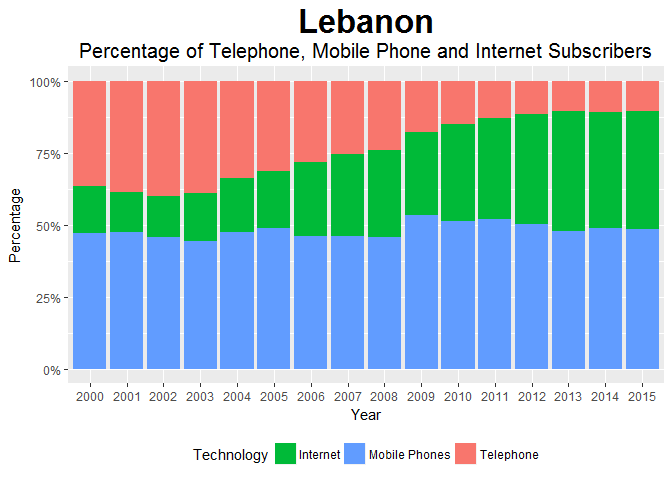 Lebanon
Percentage of Telephone, Mobile Phone and Internet Subscribers
Percentage
100%
75%
50%
25%
0%
2000 2001 2002 2003 2004 2005 2006 2007 2008 2009 2010 2011 2012 2013 2014 2015
Year
Technology Internet Mobile Phones Telephone